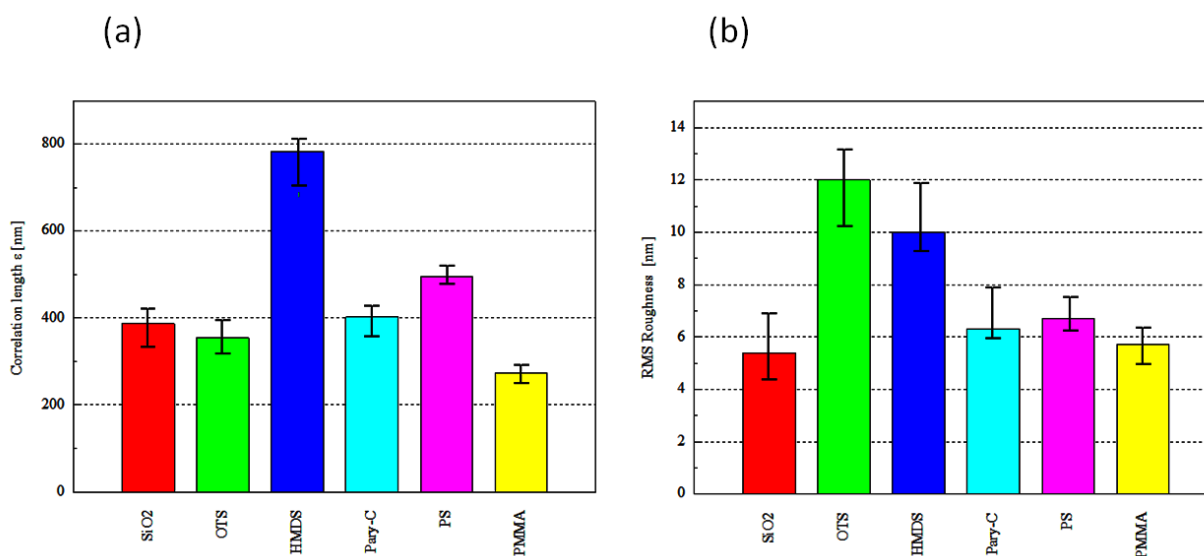 (a)
(b)
Correlation length ε [nm]
800
600
400
200
0
SiO2
OTS
HMDS
Pary-C
PS
PMMA
RMS Roughness [nm]
14
12
10
8
6
4
2
0
SiO2
OTS
HMDS
Pary-C
PS
PMMA